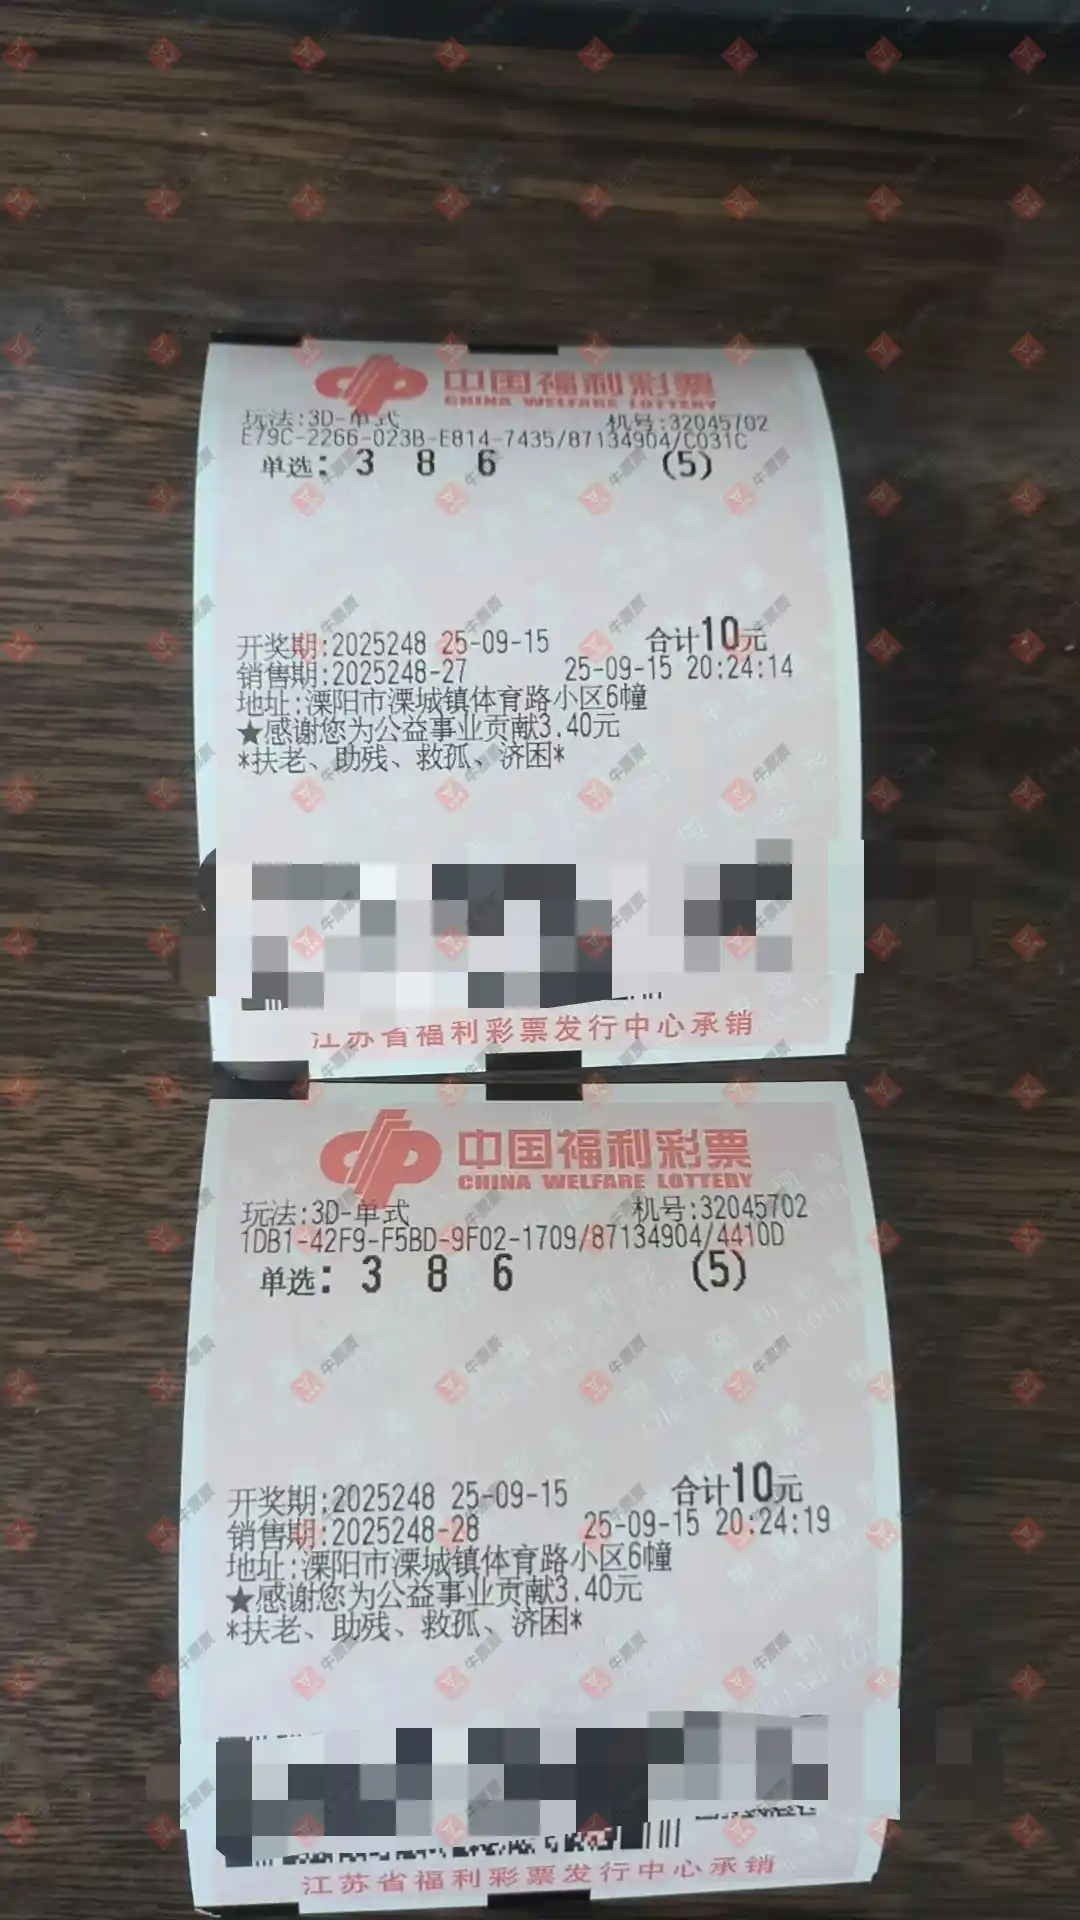 中国福利彩票
CHINA WELFARE LOTTERY
玩法:3D-单式 机号:32045702
E79C-2266-023B-E814-7435/87134904/C031C
单选: 3 8 6 (5)
开奖期:2025248 25-09-15 合计10元
销售期:2025248-27 25-09-15 20:24:14
地址:溧阳市溧城镇体育路小区6幢
★感谢您为公益事业贡献3.40元
*扶老、助残、救孤、济困*
江苏省福利彩票发行中心承销
中国福利彩票
CHINA WELFARE LOTTERY
玩法:3D-单式 机号:32045702
1DB1-42F9-F5BD-9F02-1709/87134904/4410D
单选: 3 8 6 (5)
开奖期:2025248 25-09-15 合计10元
销售期:2025248-28 25-09-15 20:24:19
地址:溧阳市溧城镇体育路小区6幢
★感谢您为公益事业贡献3.40元
*扶老、助残、救孤、济困*
江苏省福利彩票发行中心承销
牛票票